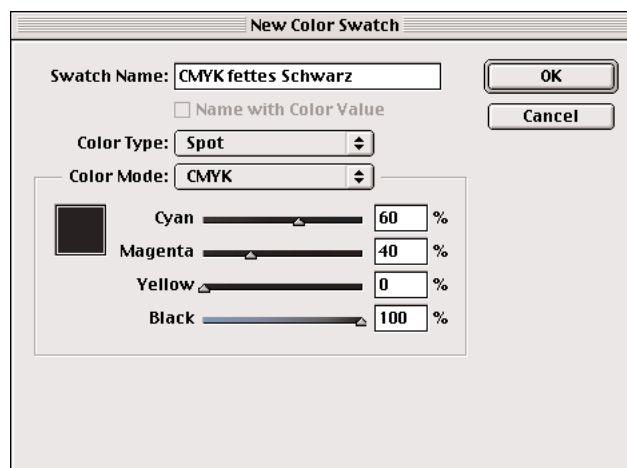 New Color Swatch
Swatch Name: CMYK fettes Schwarz
OK
Name with Color Value
Cancel
Color Type: Spot
Color Mode: CMYK
Cyan 60 %
Magenta 40 %
Yellow 0 %
Black 100 %